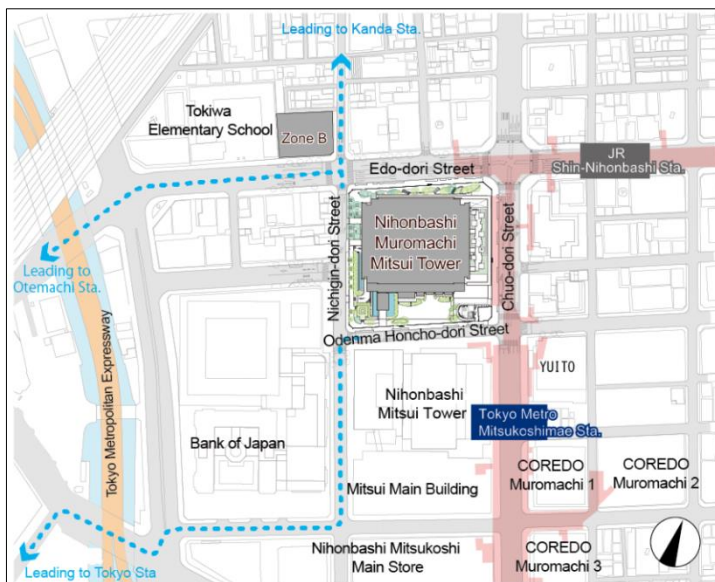 Leading to Kanda Sta.
Tokiwa
Elementary School
Zone B
Edo-dori Street
JR
Shin-Nihonbashi Sta.
Nihonbashi
Muromachi
Mitsui Tower
Nichigin-dori Street
Chuo-dori Street
Leading to
Otemachi Sta.
Odenma Honcho-dori Street
Tokyo Metropolitan Expressway
YUITO
Nihonbashi
Mitsui Tower
Tokyo Metro
Mitsukoshimae Sta.
Bank of Japan
Mitsui Main Building
COREDO
Muromachi 1
COREDO
Muromachi 2
Leading to Tokyo Sta
Nihonbashi Mitsukoshi
Main Store
COREDO
Muromachi 3